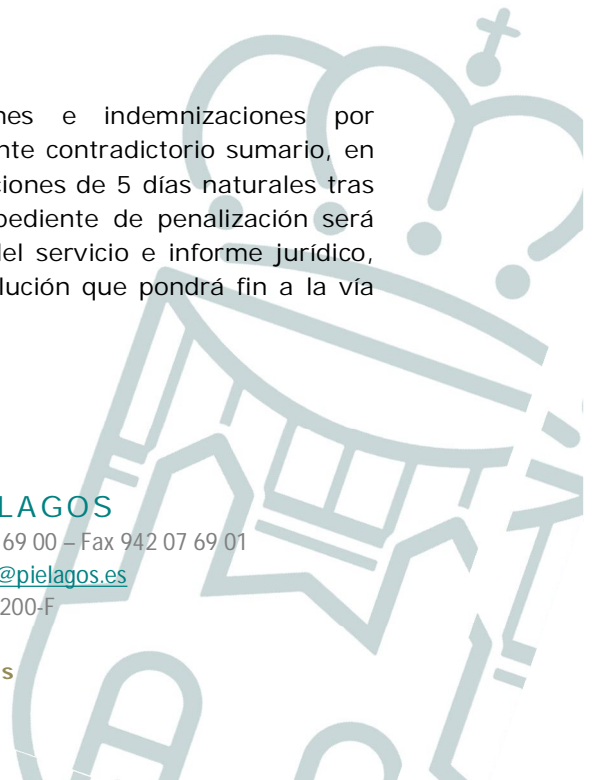 nes e indemnizaciones por
nte contradictorio sumario, en
ciones de 5 días naturales tras
pediente de penalización será
del servicio e informe jurídico,
lución que pondrá fin a la vía
LAGOS
69 00 – Fax 942 07 69 01
@pielagos.es
200-F
s